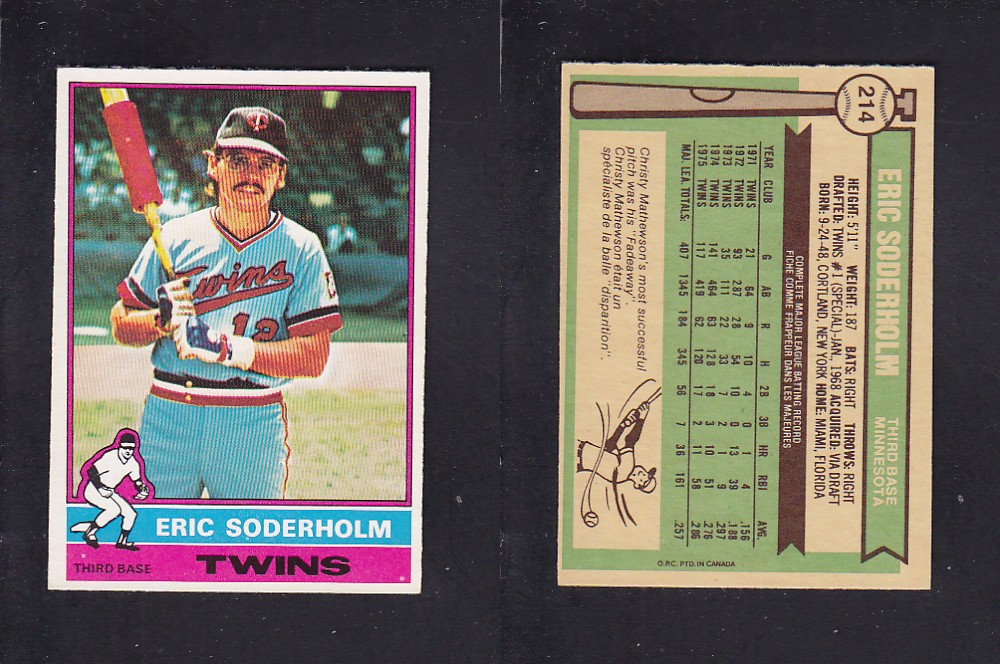 Twins
12
ERIC SODERHOLM
THIRD BASE
TWINS
214
ERIC SODERHOLM
THIRD BASE
MINNESOTA
HEIGHT: 5'11" WEIGHT: 187 BATS: RIGHT THROWS: RIGHT
DRAFTED: TWINS #1 (SPECIAL)-JAN., 1968 ACQUIRED: VIA DRAFT
BORN: 9-24-48, CORTLAND, NEW YORK HOME: MIAMI, FLORIDA
COMPLETE MAJOR LEAGUE BATTING RECORD
FICHE COMME FRAPPEUR DANS LES MAJEURES
YEAR CLUB G AB R H 2B 3B HR RBI AVG.
1971 TWINS 21 64 9 10 4 0 1 4 .156
1972 TWINS 93 287 28 54 10 0 13 39 .188
1973 TWINS 35 111 22 33 7 2 1 9 .297
1974 TWINS 141 464 63 128 18 3 10 51 .276
1975 TWINS 117 419 62 120 17 2 11 58 .286
MAJ. LEA. TOTALS: 407 1345 184 345 56 7 36 161 .257
Christy Mathewson's most successful
pitch was his "Fadeaway".
Christy Mathewson était un
spécialiste de la balle "disparition".
O.P.C. PTD. IN CANADA